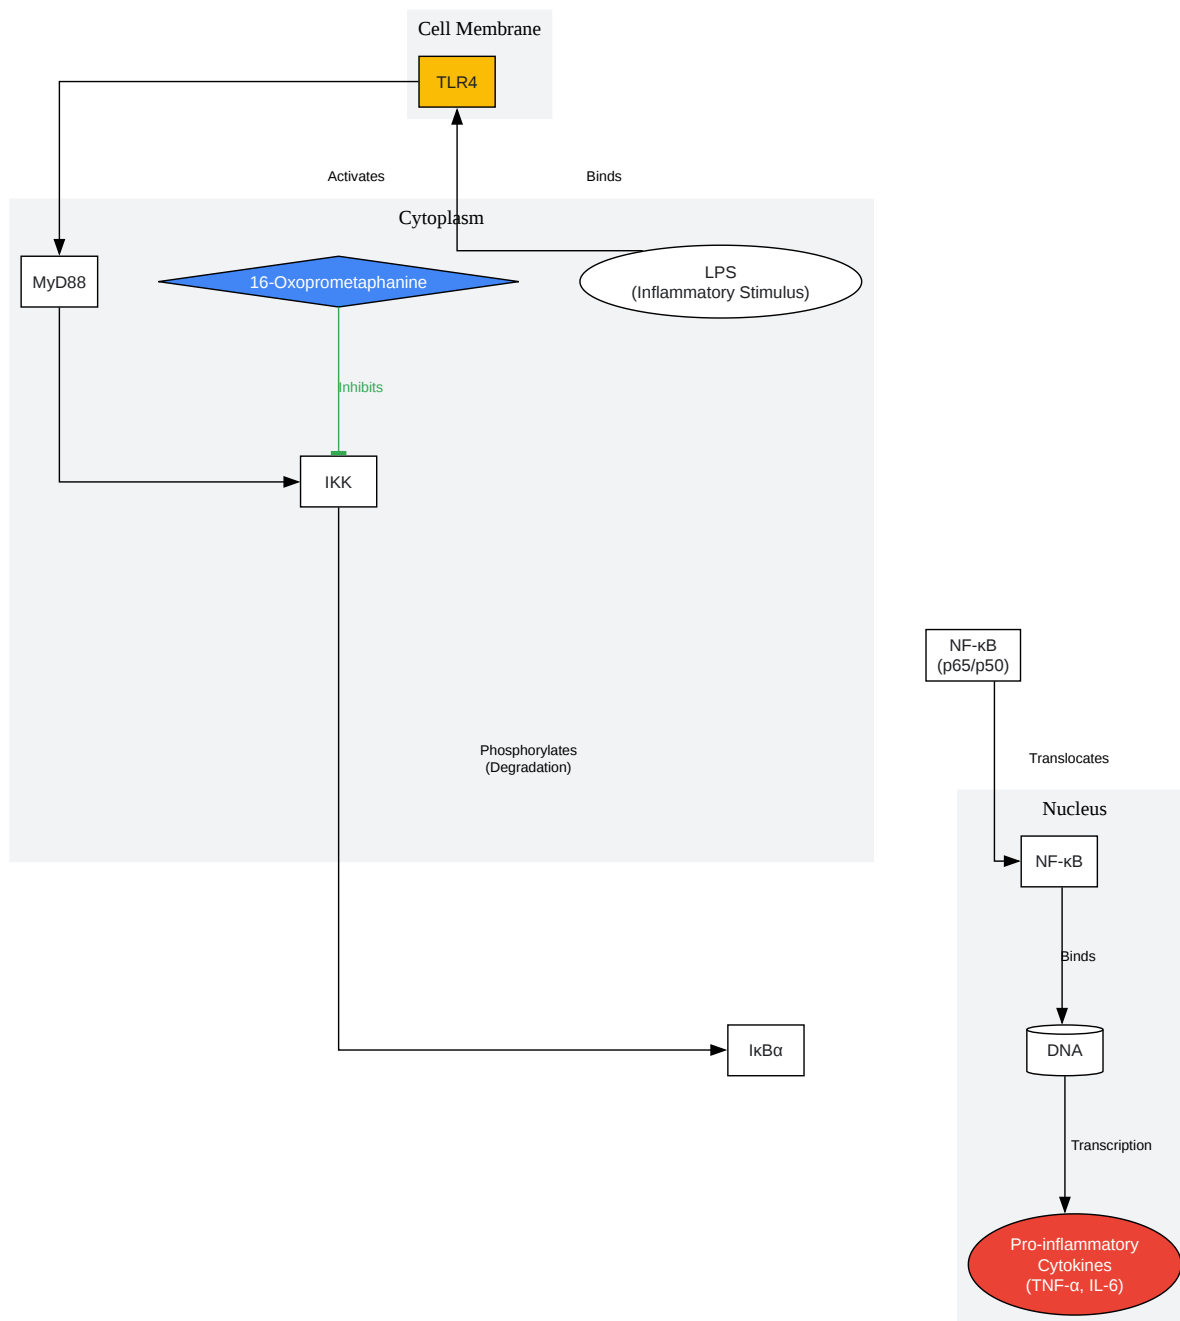 Cell Membrane
TLR4
Activates
Binds
Cytoplasm
MyD88
16-Oxoprometaphanine
LPS
(Inflammatory Stimulus)
Inhibits
IKK
NF-κB
(p65/p50)
Phosphorylates
(Degradation)
Translocates
Nucleus
NF-κB
Binds
IκBα
DNA
Transcription
Pro-inflammatory
Cytokines
(TNF-α, IL-6)